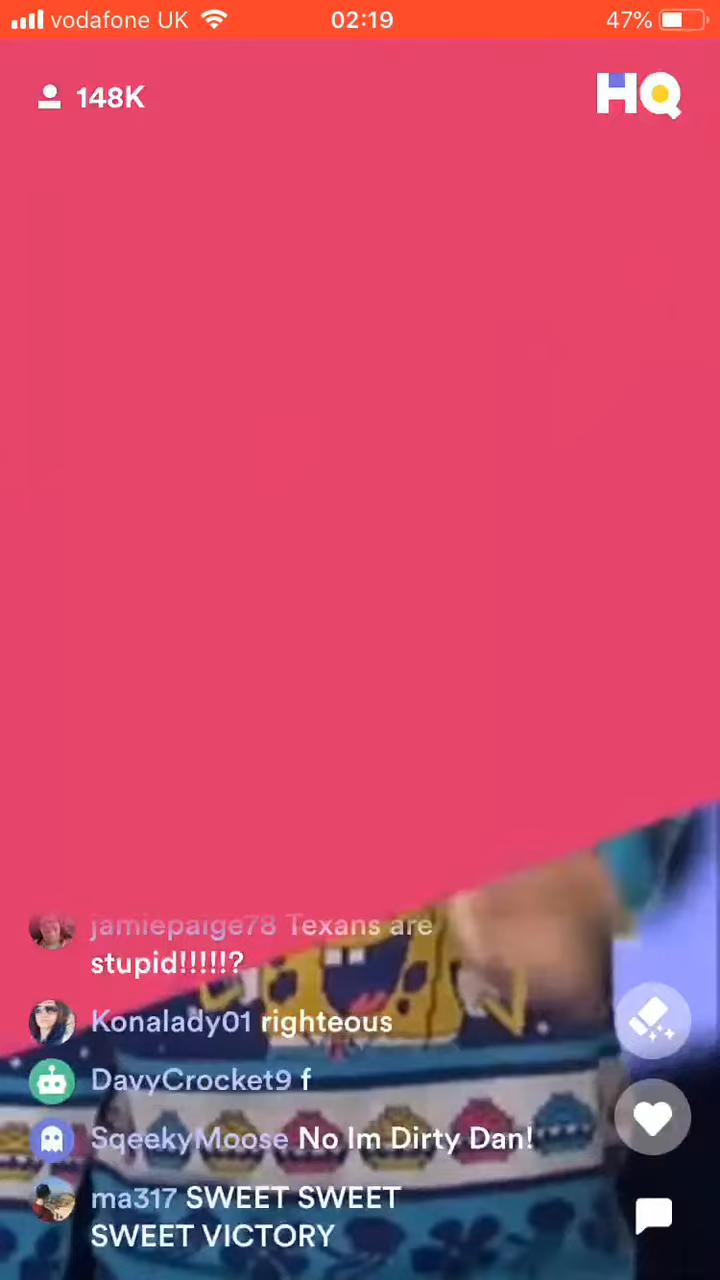 vodafone UK 02:19 47%
148K HQ
jamiepaige78 Texans are
stupid!!!!!?
Konalady01 righteous
DavyCrocket9 f
SqeekyMoose No Im Dirty Dan!
ma317 SWEET SWEET
SWEET VICTORY